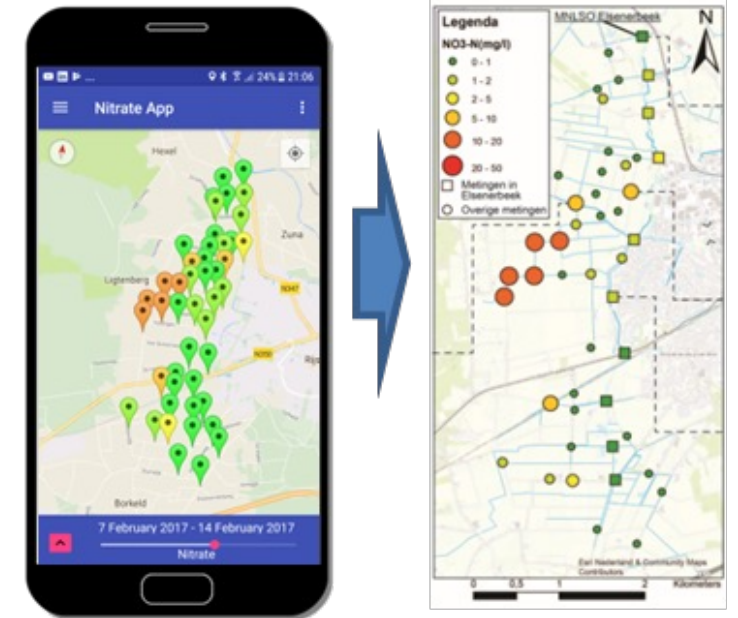 24% 21:06
Nitrate App
Hexel
Zuna
Ligtenberg
N347
N350
Rijs
Borkeld
7 February 2017 - 14 February 2017
Nitrate
Legenda
NO3-N(mg/l)
0 - 1
1 - 2
2 - 5
5 - 10
10 - 20
20 - 50
Metingen in
Elsenerbeek
Overige metingen
MNLSO Elsenerbeek
N
Esri Nederland & Community Maps
Contributors
0 0.5 1 2 Kilometers